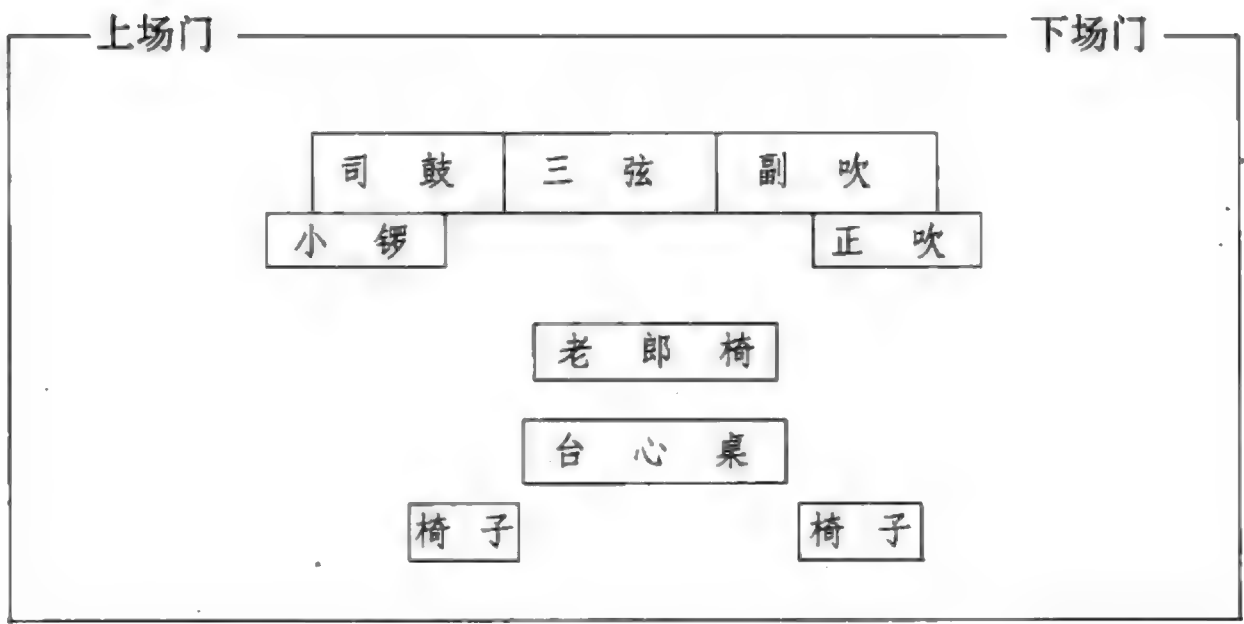 上场门 下场门
司鼓 三弦 副吹
小锣 正吹
老郎椅
台心桌
椅子 椅子